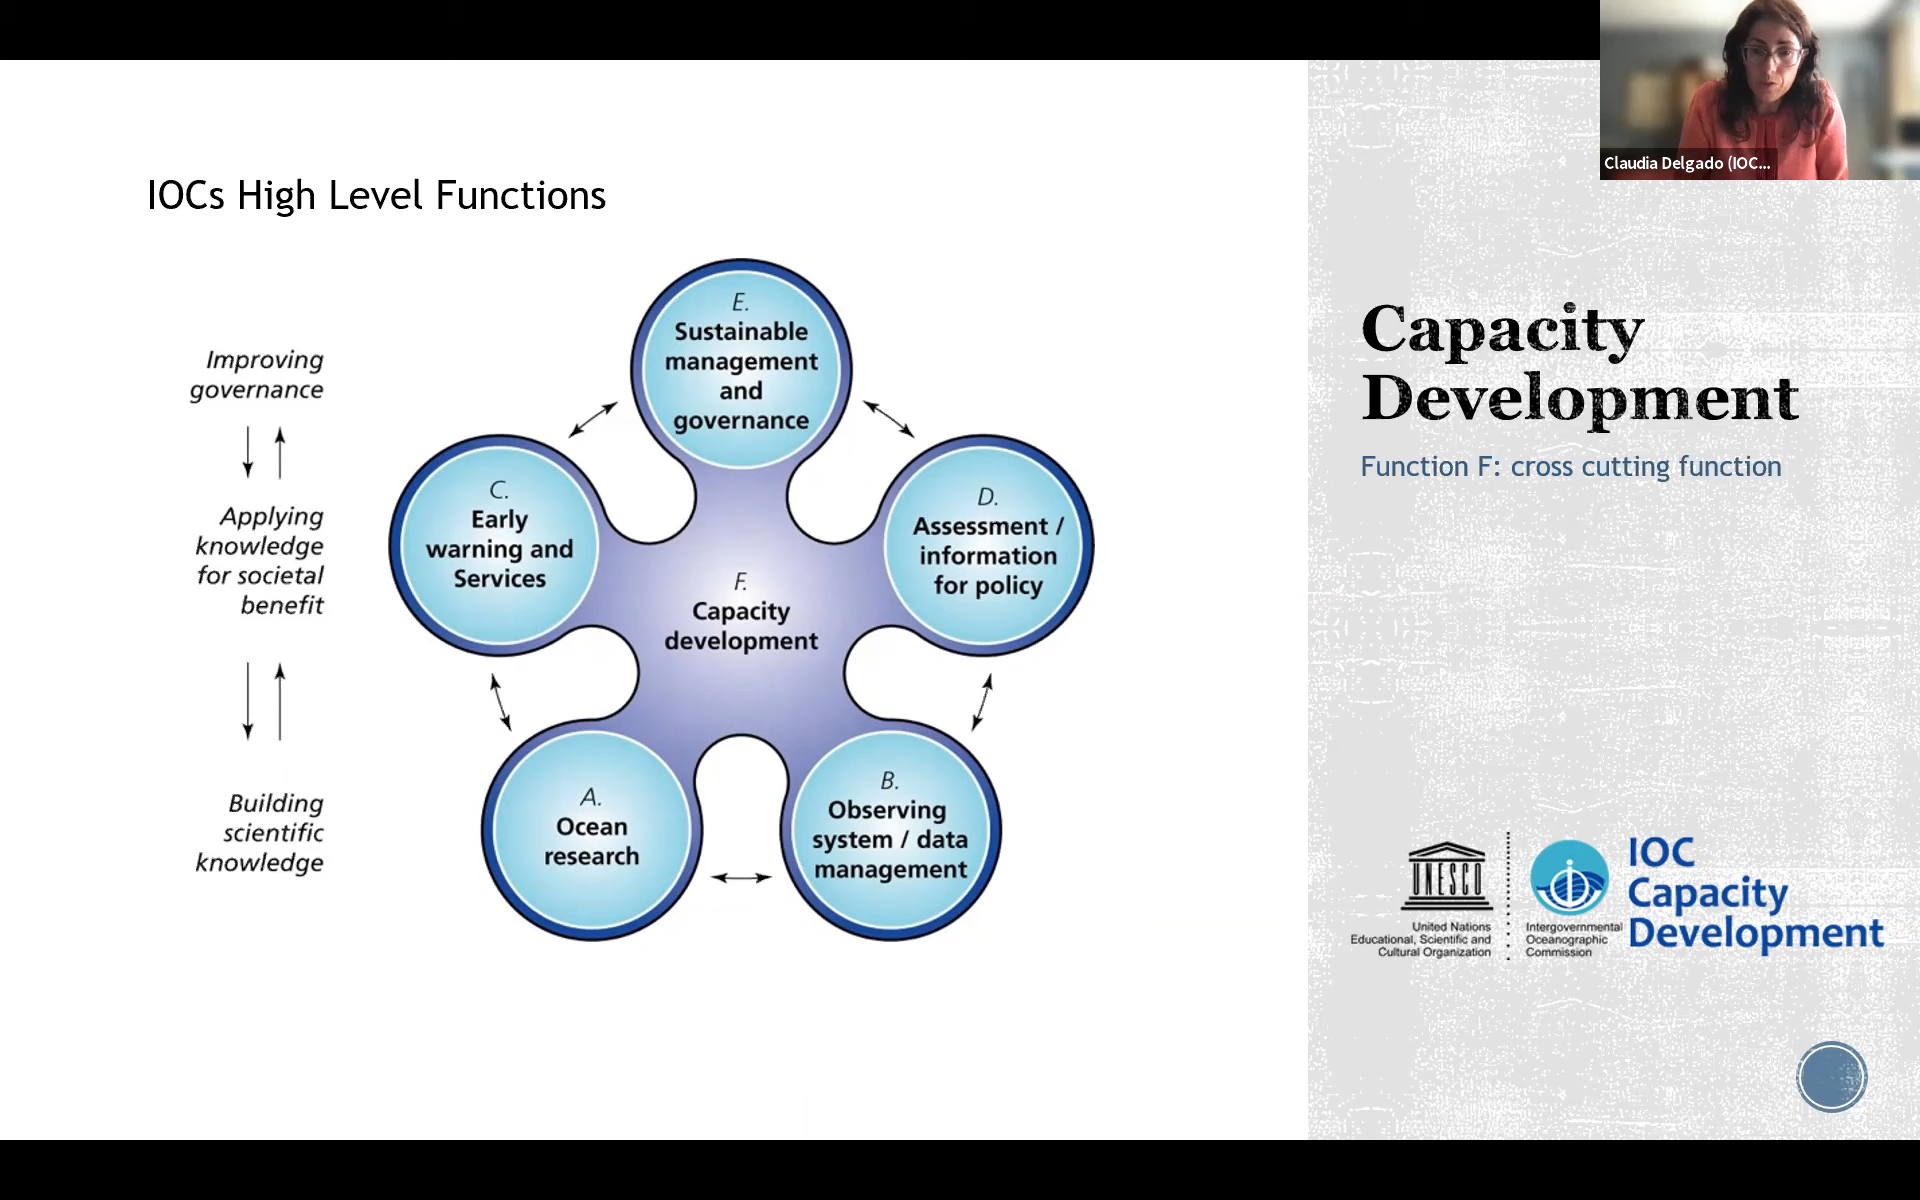 Claudia Delgado (IOC...
IOCs High Level Functions
Improving
governance
Applying
knowledge
for societal
benefit
Building
scientific
knowledge
E.
Sustainable
management
and
governance
C.
Early
warning and
Services
D.
Assessment /
information
for policy
F.
Capacity
development
A.
Ocean
research
B.
Observing
system / data
management
Capacity
Development
Function F: cross cutting function
UNESCO
United Nations
Educational, Scientific and
Cultural Organization
Intergovernmental
Oceanographic
Commission
IOC
Capacity
Development